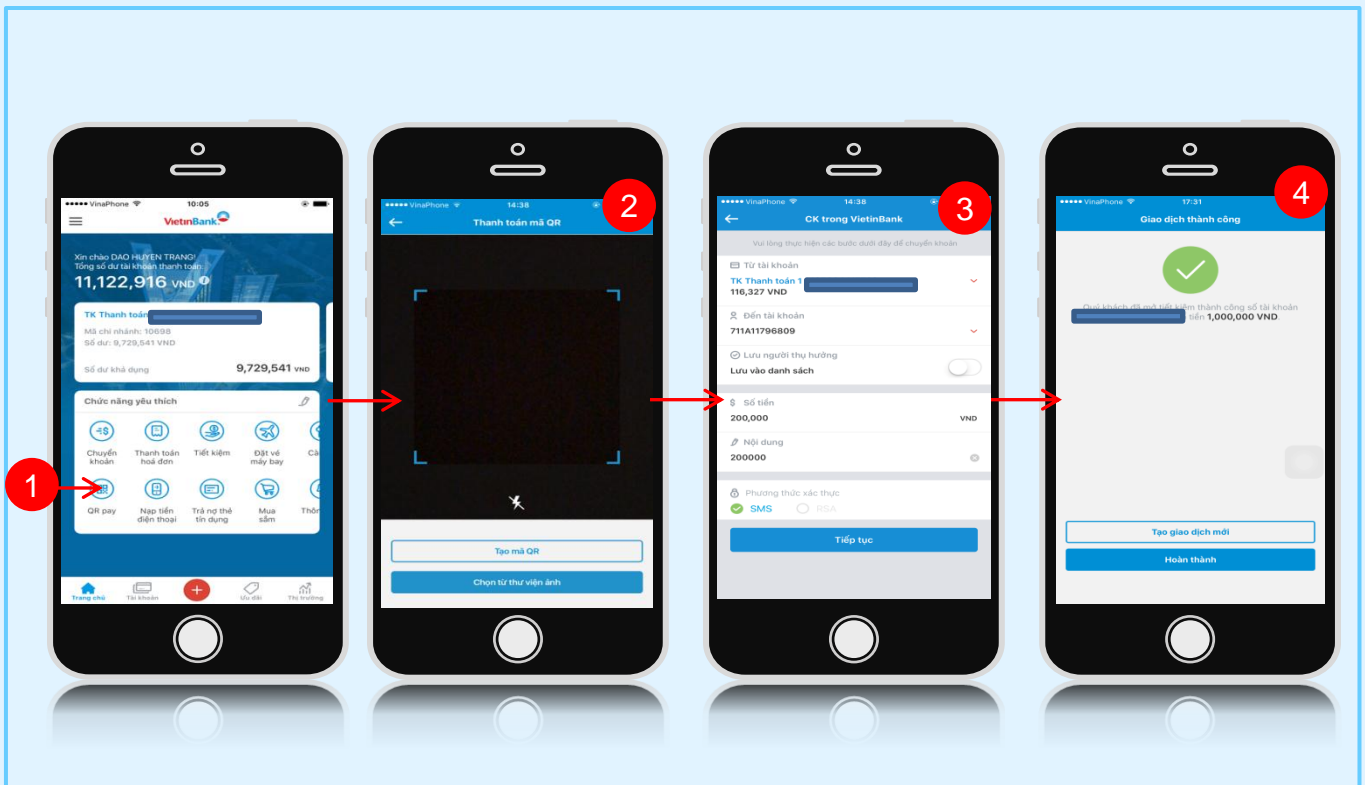 VinaPhone 10:05
VietinBank
Xin chào DAO HUYEN TRANG!
Tổng số dư tài khoản thanh toán:
11,122,916 VND
TK Thanh toán
Mã chi nhánh: 10698
Số dư: 9,729,541 VND
Số dư khả dụng 9,729,541 VND
Chức năng yêu thích
Chuyển khoản
Thanh toán hoá đơn
Tiết kiệm
Đặt vé máy bay
1
QR pay
Nạp tiền điện thoại
Trả nợ thẻ tín dụng
Mua sắm
Trang chủ
Tài khoản
+
Ưu đãi
Thị trường
VinaPhone 14:38
2
Thanh toán mã QR
Tạo mã QR
Chọn từ thư viện ảnh
VinaPhone 14:38
3
CK trong VietinBank
Vui lòng thực hiện các bước dưới đây để chuyển khoản
Từ tài khoản
TK Thanh toán 1
116,327 VND
Đến tài khoản
711A11796809
Lưu người thụ hưởng
Lưu vào danh sách
$ Số tiền
200,000 VND
Nội dung
200000
Phương thức xác thực
SMS RSA
Tiếp tục
VinaPhone 17:31
4
Giao dịch thành công
Quý khách đã mở tiết kiệm thành công số tài khoản
tiền 1,000,000 VND.
Tạo giao dịch mới
Hoàn thành